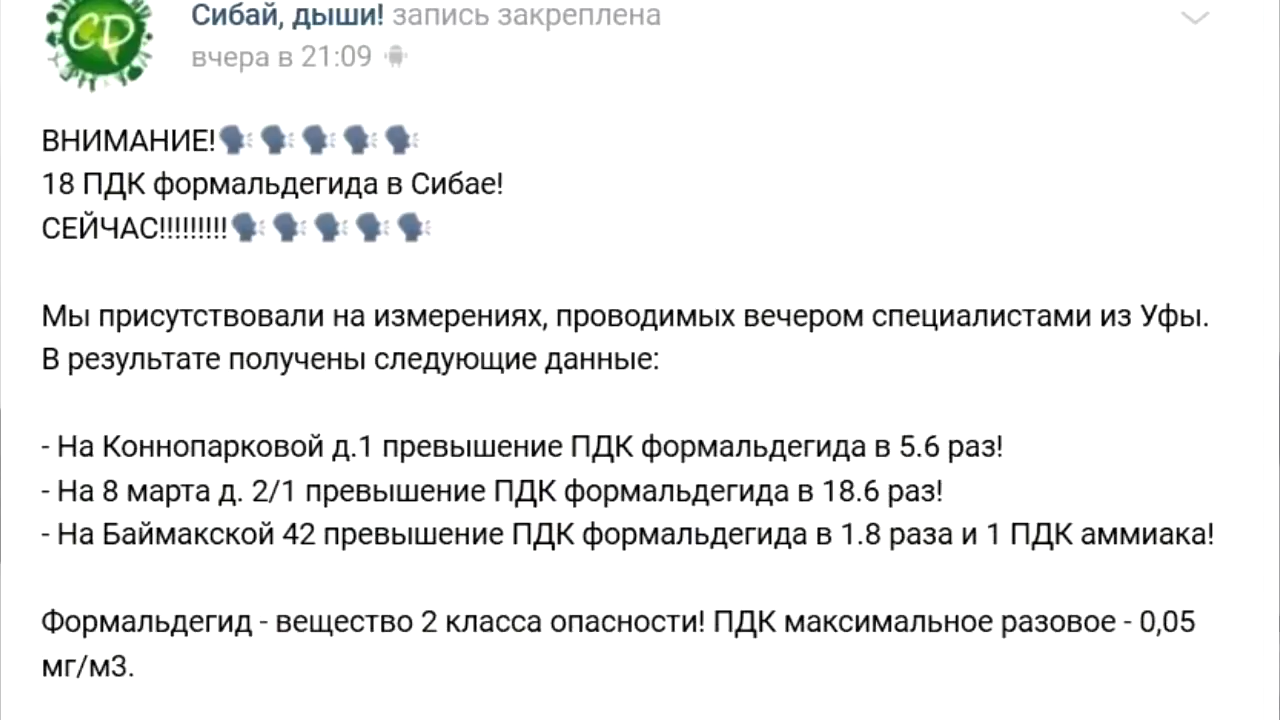 СД
Сибай, дыши! запись закреплена
вчера в 21:09
ВНИМАНИЕ!🗣🗣🗣🗣🗣
18 ПДК формальдегида в Сибае!
СЕЙЧАС!!!!!!!!!🗣🗣🗣🗣🗣
Мы присутствовали на измерениях, проводимых вечером специалистами из Уфы.
В результате получены следующие данные:
- На Коннопарковой д.1 превышение ПДК формальдегида в 5.6 раз!
- На 8 марта д. 2/1 превышение ПДК формальдегида в 18.6 раз!
- На Баймакской 42 превышение ПДК формальдегида в 1.8 раза и 1 ПДК аммиака!
Формальдегид - вещество 2 класса опасности! ПДК максимальное разовое - 0,05
мг/м3.